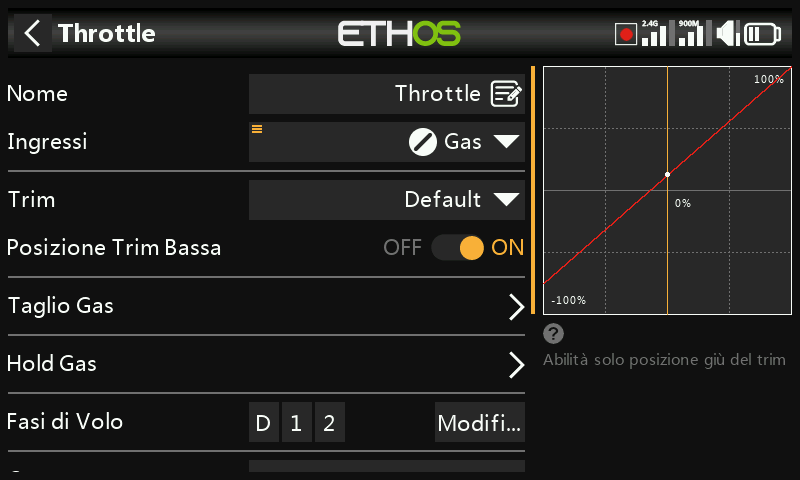 Throttle
ETHOS
2.4G
900M
Nome
Throttle
Ingressi
Gas
Trim
Default
Posizione Trim Bassa
OFF
ON
Taglio Gas
Hold Gas
Fasi di Volo
D
1
2
Modifi...
100%
0%
-100%
?
Abilità solo posizione giù del trim